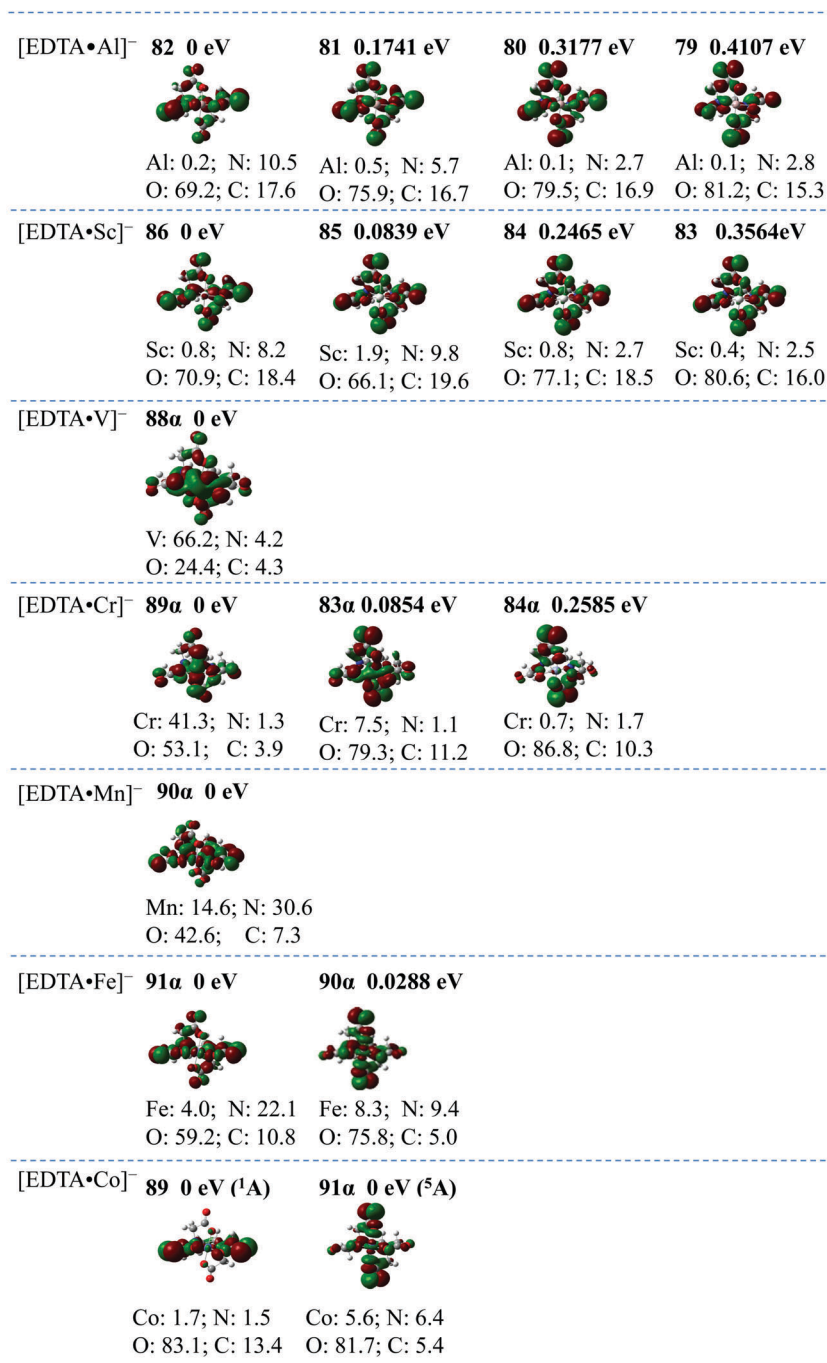 [EDTA•Al]⁻ 82 0 eV 81 0.1741 eV 80 0.3177 eV 79 0.4107 eV
Al: 0.2; N: 10.5 Al: 0.5; N: 5.7 Al: 0.1; N: 2.7 Al: 0.1; N: 2.8
O: 69.2; C: 17.6 O: 75.9; C: 16.7 O: 79.5; C: 16.9 O: 81.2; C: 15.3
[EDTA•Sc]⁻ 86 0 eV 85 0.0839 eV 84 0.2465 eV 83 0.3564eV
Sc: 0.8; N: 8.2 Sc: 1.9; N: 9.8 Sc: 0.8; N: 2.7 Sc: 0.4; N: 2.5
O: 70.9; C: 18.4 O: 66.1; C: 19.6 O: 77.1; C: 18.5 O: 80.6; C: 16.0
[EDTA•V]⁻ 88α 0 eV
V: 66.2; N: 4.2
O: 24.4; C: 4.3
[EDTA•Cr]⁻ 89α 0 eV 83α 0.0854 eV 84α 0.2585 eV
Cr: 41.3; N: 1.3 Cr: 7.5; N: 1.1 Cr: 0.7; N: 1.7
O: 53.1; C: 3.9 O: 79.3; C: 11.2 O: 86.8; C: 10.3
[EDTA•Mn]⁻ 90α 0 eV
Mn: 14.6; N: 30.6
O: 42.6; C: 7.3
[EDTA•Fe]⁻ 91α 0 eV 90α 0.0288 eV
Fe: 4.0; N: 22.1 Fe: 8.3; N: 9.4
O: 59.2; C: 10.8 O: 75.8; C: 5.0
[EDTA•Co]⁻ 89 0 eV (¹A) 91α 0 eV (⁵A)
Co: 1.7; N: 1.5 Co: 5.6; N: 6.4
O: 83.1; C: 13.4 O: 81.7; C: 5.4